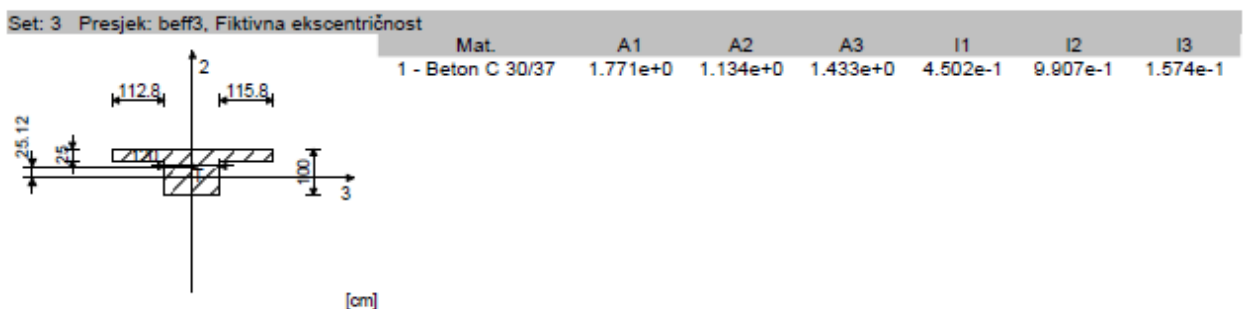 Set: 3 Presjek: beff3, Fiktivna ekscentričnost
Mat. A1 A2 A3 I1 I2 I3
1 - Beton C 30/37 1.771e+0 1.134e+0 1.433e+0 4.502e-1 9.907e-1 1.574e-1
2
112.8 115.8
25.12
25
120
T
100
3
[cm]